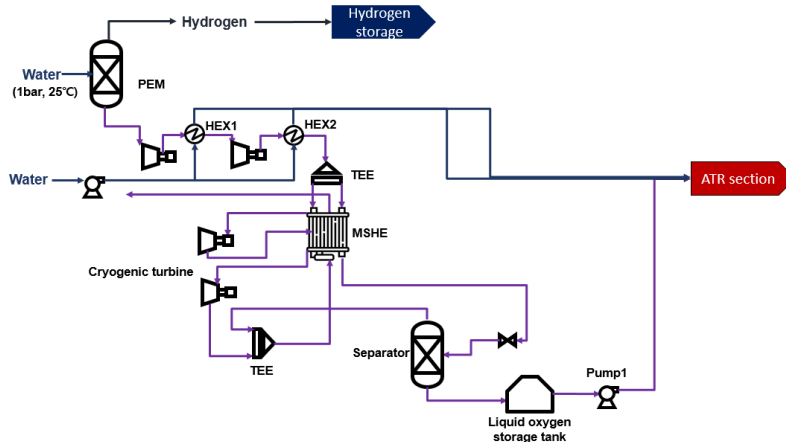 Hydrogen
Hydrogen
storage
Water
(1bar, 25℃)
PEM
HEX1
HEX2
TEE
Water
ATR section
MSHE
Cryogenic turbine
Separator
TEE
Pump1
Liquid oxygen
storage tank